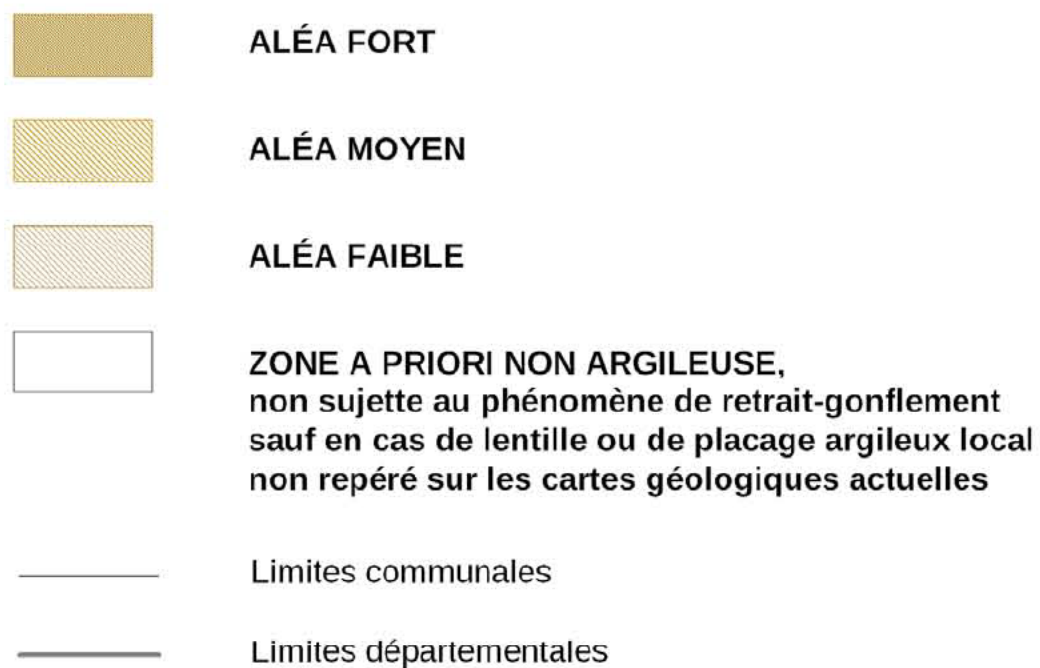 ALÉA FORT
ALÉA MOYEN
ALÉA FAIBLE
ZONE A PRIORI NON ARGILEUSE,
non sujette au phénomène de retrait-gonflement
sauf en cas de lentille ou de placage argileux local
non repéré sur les cartes géologiques actuelles
Limites communales
Limites départementales